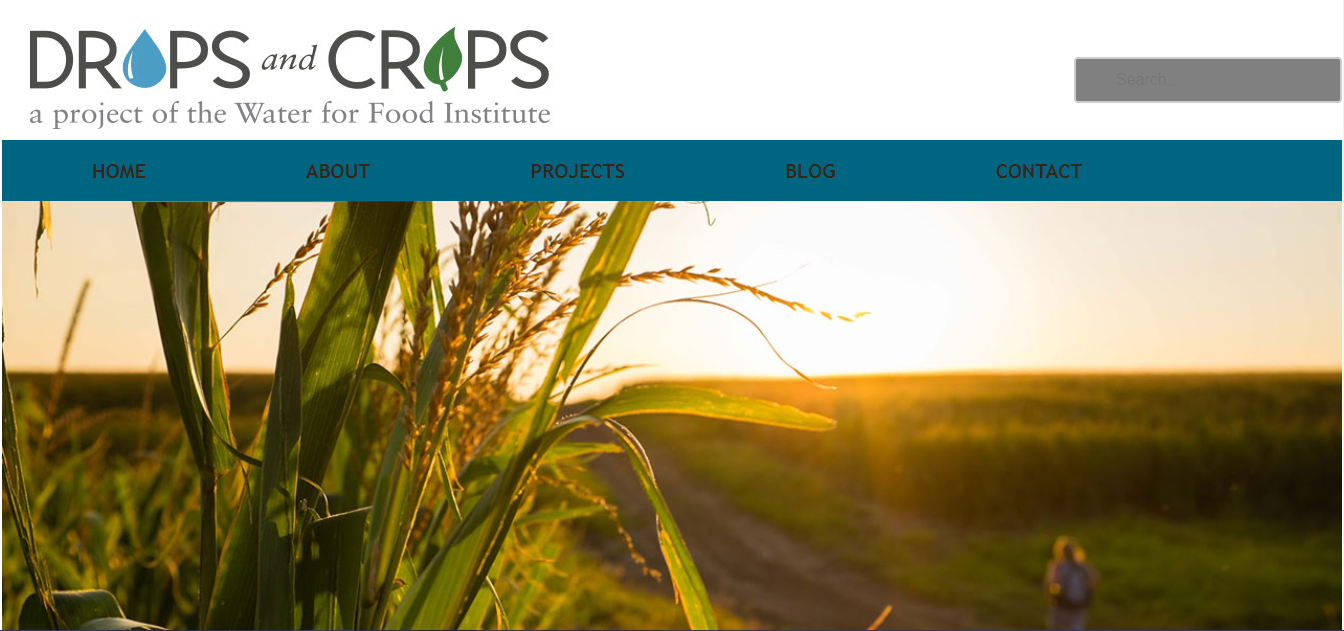 DROPS and CROPS
a project of the Water for Food Institute
Search
HOME ABOUT PROJECTS BLOG CONTACT